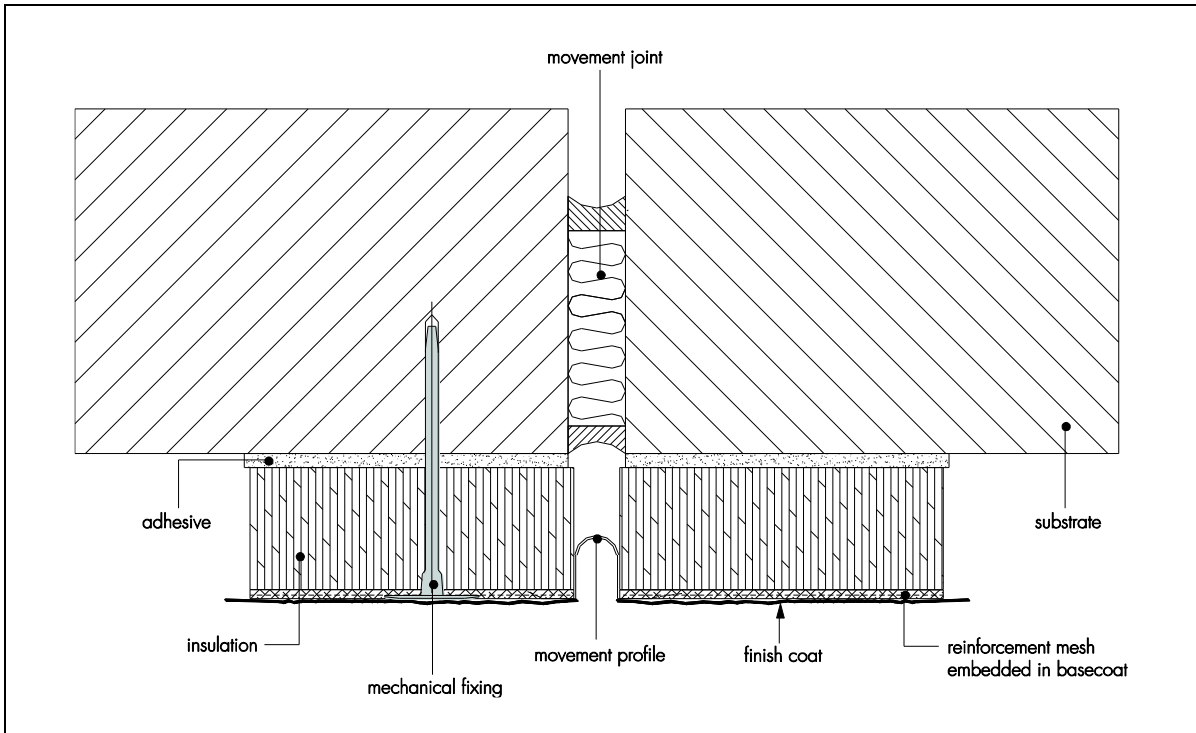 movement joint
adhesive
substrate
insulation
movement profile
finish coat
reinforcement mesh
embedded in basecoat
mechanical fixing